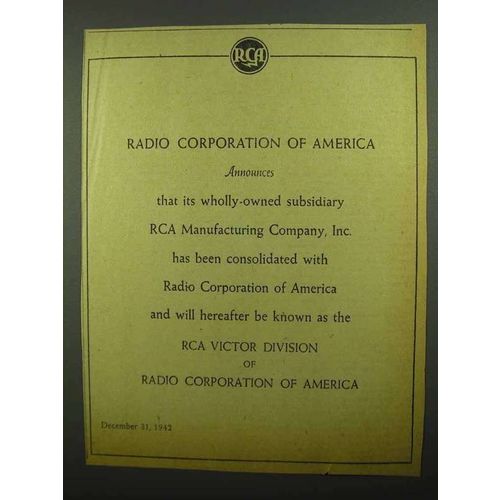 RCA
RADIO CORPORATION OF AMERICA
Announces
that its wholly-owned subsidiary
RCA Manufacturing Company, Inc.
has been consolidated with
Radio Corporation of America
and will hereafter be known as the
RCA VICTOR DIVISION
OF
RADIO CORPORATION OF AMERICA
December 31, 1942